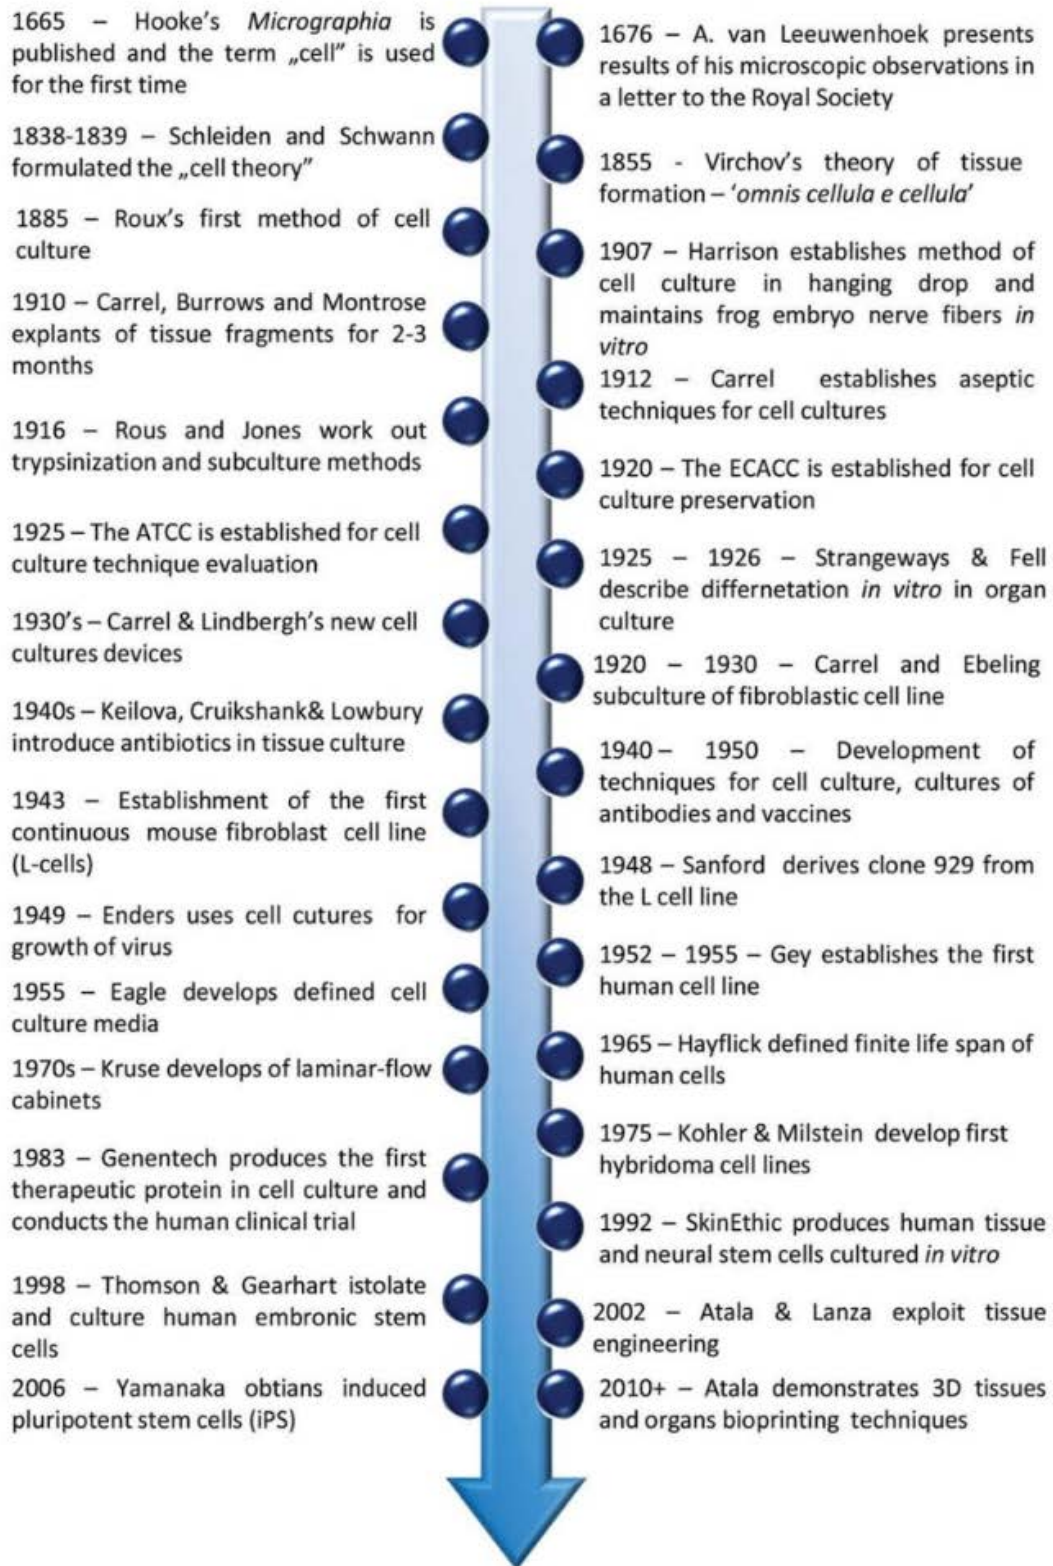 1665 – Hooke's Micrographia is
published and the term „cell" is used
for the first time
1676 – A. van Leeuwenhoek presents
results of his microscopic observations in
a letter to the Royal Society
1838-1839 – Schleiden and Schwann
formulated the „cell theory"
1855 - Virchov's theory of tissue
formation – 'omnis cellula e cellula'
1885 – Roux's first method of cell
culture
1907 – Harrison establishes method of
cell culture in hanging drop and
maintains frog embryo nerve fibers in
vitro
1910 – Carrel, Burrows and Montrose
explants of tissue fragments for 2-3
months
1912 – Carrel establishes aseptic
techniques for cell cultures
1916 – Rous and Jones work out
trypsinization and subculture methods
1920 – The ECACC is established for cell
culture preservation
1925 – The ATCC is established for cell
culture technique evaluation
1925 – 1926 – Strangeways & Fell
describe differnetation in vitro in organ
culture
1930's – Carrel & Lindbergh's new cell
cultures devices
1920 – 1930 – Carrel and Ebeling
subculture of fibroblastic cell line
1940s – Keilova, Cruikshank& Lowbury
introduce antibiotics in tissue culture
1940 – 1950 – Development of
techniques for cell culture, cultures of
antibodies and vaccines
1943 – Establishment of the first
continuous mouse fibroblast cell line
(L-cells)
1948 – Sanford derives clone 929 from
the L cell line
1949 – Enders uses cell cutures for
growth of virus
1952 – 1955 – Gey establishes the first
human cell line
1955 – Eagle develops defined cell
culture media
1965 – Hayflick defined finite life span of
human cells
1970s – Kruse develops of laminar-flow
cabinets
1975 – Kohler & Milstein develop first
hybridoma cell lines
1983 – Genentech produces the first
therapeutic protein in cell culture and
conducts the human clinical trial
1992 – SkinEthic produces human tissue
and neural stem cells cultured in vitro
1998 – Thomson & Gearhart istolate
and culture human embronic stem
cells
2002 – Atala & Lanza exploit tissue
engineering
2006 – Yamanaka obtians induced
pluripotent stem cells (iPS)
2010+ – Atala demonstrates 3D tissues
and organs bioprinting techniques